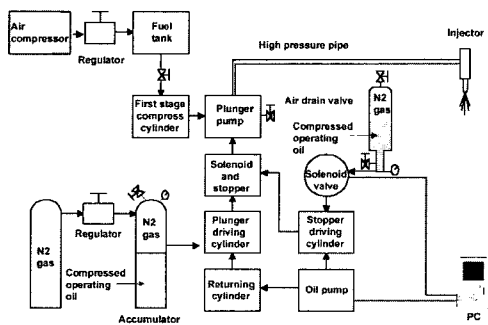 Air
compressor
Regulator
Fuel
tank
High pressure pipe
Injector
First stage
compress
cylinder
Plunger
pump
Air drain valve
N2
gas
Compressed
operating
oil
Solenoid
and
stopper
Solenoid
valve
N2
gas
Regulator
N2
gas
Plunger
driving
cylinder
Stopper
driving
cylinder
Compressed
operating
oil
Accumulator
Returning
cylinder
Oil pump
PC